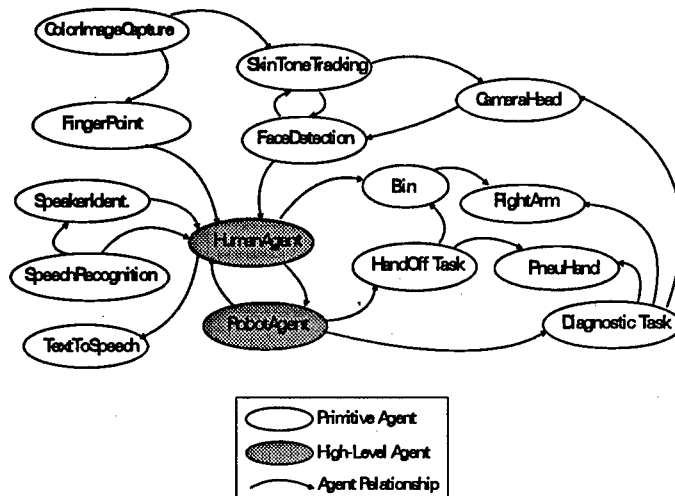 ColorImageCapture
SkinToneTracking
CameraHead
FingerPoint
FaceDetection
Bin
SpeakerIdent.
RightArm
HumanAgent
SpeechRecognition
HandOff Task
PneuHand
RobotAgent
Diagnostic Task
TextToSpeech
Primitive Agent
High-Level Agent
Agent Relationship